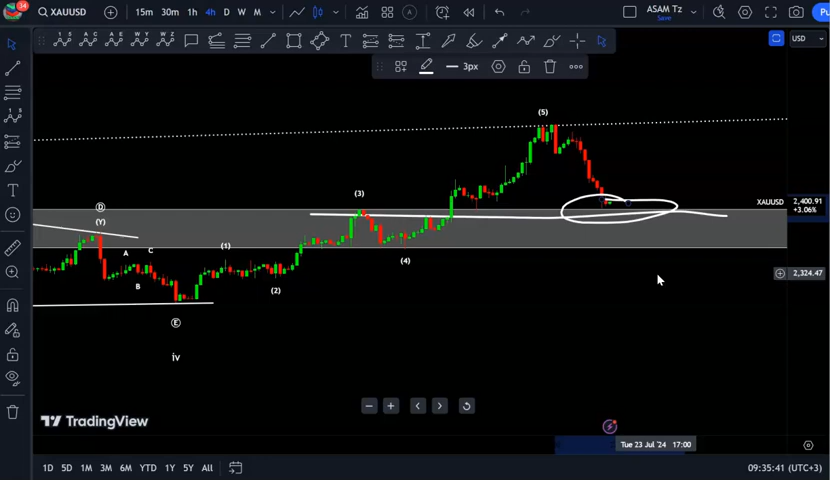 34
XAUUSD
15m 30m 1h 4h D W M
ASAM Tz
Save
Pu
3px
USD
(5)
XAUUSD
2,400.91
+3.06%
D
(Y)
(3)
A
C
B
(1)
(2)
(4)
2,324.47
E
iv
TradingView
Tue 23 Jul '24 17:00
1D 5D 1M 3M 6M YTD 1Y 5Y All
09:35:41 (UTC+3)